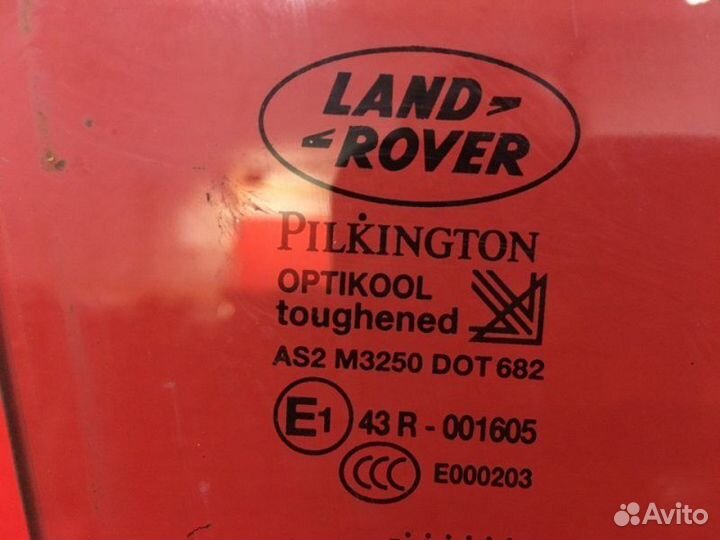 LAND
ROVER
PILKINGTON
OPTIKOOL
toughened
AS2 M3250 DOT 682
E1 43 R - 001605
CCC E000203
Avito